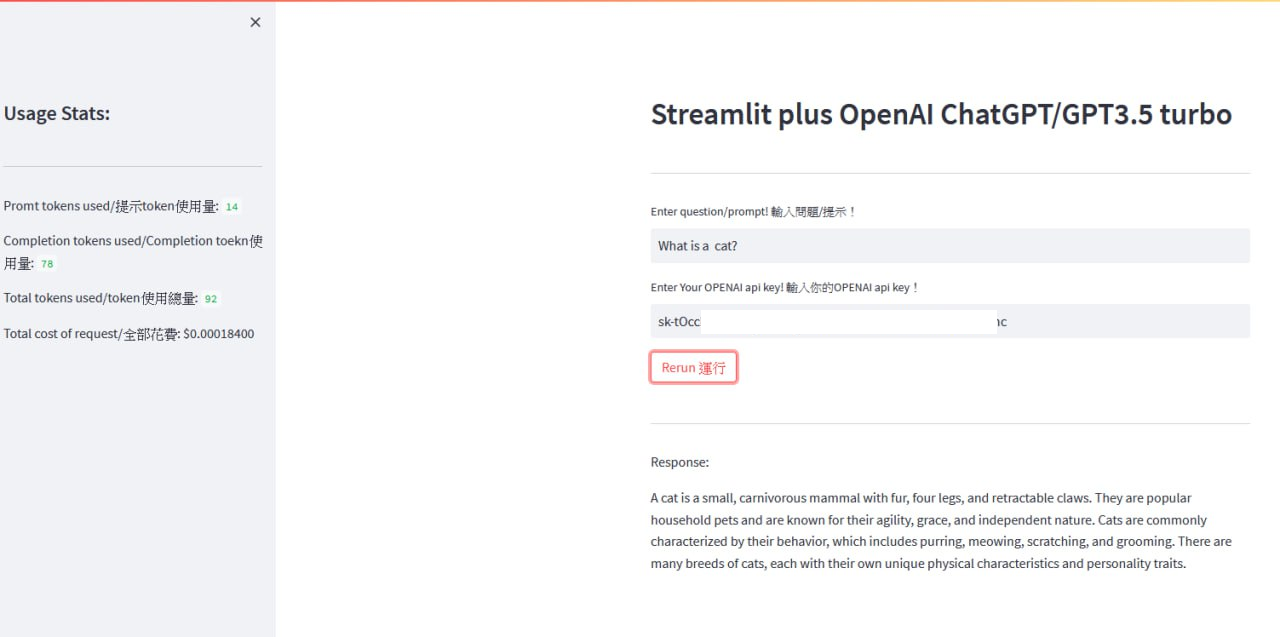 Usage Stats:
Promt tokens used/提示token使用量: 14
Completion tokens used/Completion toekn使
用量: 78
Total tokens used/token使用總量: 92
Total cost of request/全部花費: $0.00018400
Streamlit plus OpenAI ChatGPT/GPT3.5 turbo
Enter question/prompt! 輸入問題/提示！
What is a cat?
Enter Your OPENAI api key! 輸入你的OPENAI api key！
sk-tOcc
Rerun 運行
Response:
A cat is a small, carnivorous mammal with fur, four legs, and retractable claws. They are popular
household pets and are known for their agility, grace, and independent nature. Cats are commonly
characterized by their behavior, which includes purring, meowing, scratching, and grooming. There are
many breeds of cats, each with their own unique physical characteristics and personality traits.